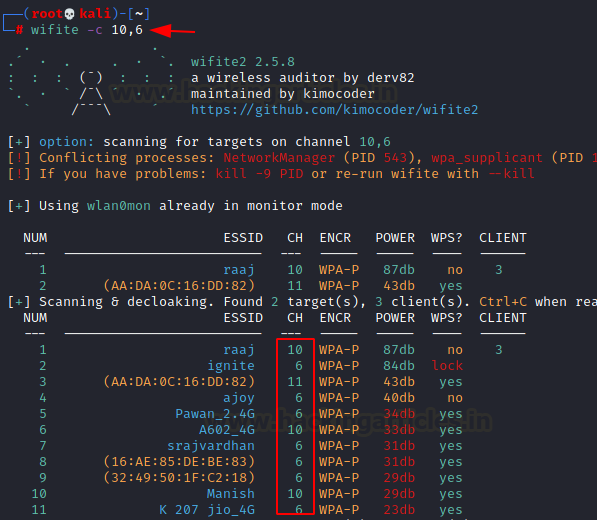 (root💀kali)-[~]
# wifite -c 10,6
wifite2 2.5.8
a wireless auditor by derv82
maintained by kimocoder
https://github.com/kimocoder/wifite2
[+] option: scanning for targets on channel 10,6
[!] Conflicting processes: NetworkManager (PID 543), wpa_supplicant (PID 1
[!] If you have problems: kill -9 PID or re-run wifite with --kill
[+] Using wlan0mon already in monitor mode
NUM ESSID CH ENCR POWER WPS? CLIENT
1 raaj 10 WPA-P 87db no 3
2 (AA:DA:0C:16:DD:82) 11 WPA-P 43db yes
[+] Scanning & decloaking. Found 2 target(s), 3 client(s). Ctrl+C when rea
NUM ESSID CH ENCR POWER WPS? CLIENT
1 raaj 10 WPA-P 87db no 3
2 ignite 6 WPA-P 84db lock
3 (AA:DA:0C:16:DD:82) 11 WPA-P 43db yes
4 ajoy 6 WPA-P 40db no
5 Pawan_2.4G 6 WPA-P 34db yes
6 A602_4G 10 WPA-P 33db yes
7 srajvardhan 6 WPA-P 31db yes
8 (16:AE:85:DE:BE:83) 6 WPA-P 31db yes
9 (32:49:50:1F:C2:18) 6 WPA-P 29db yes
10 Manish 10 WPA-P 29db yes
11 K 207 jio_4G 6 WPA-P 23db yes